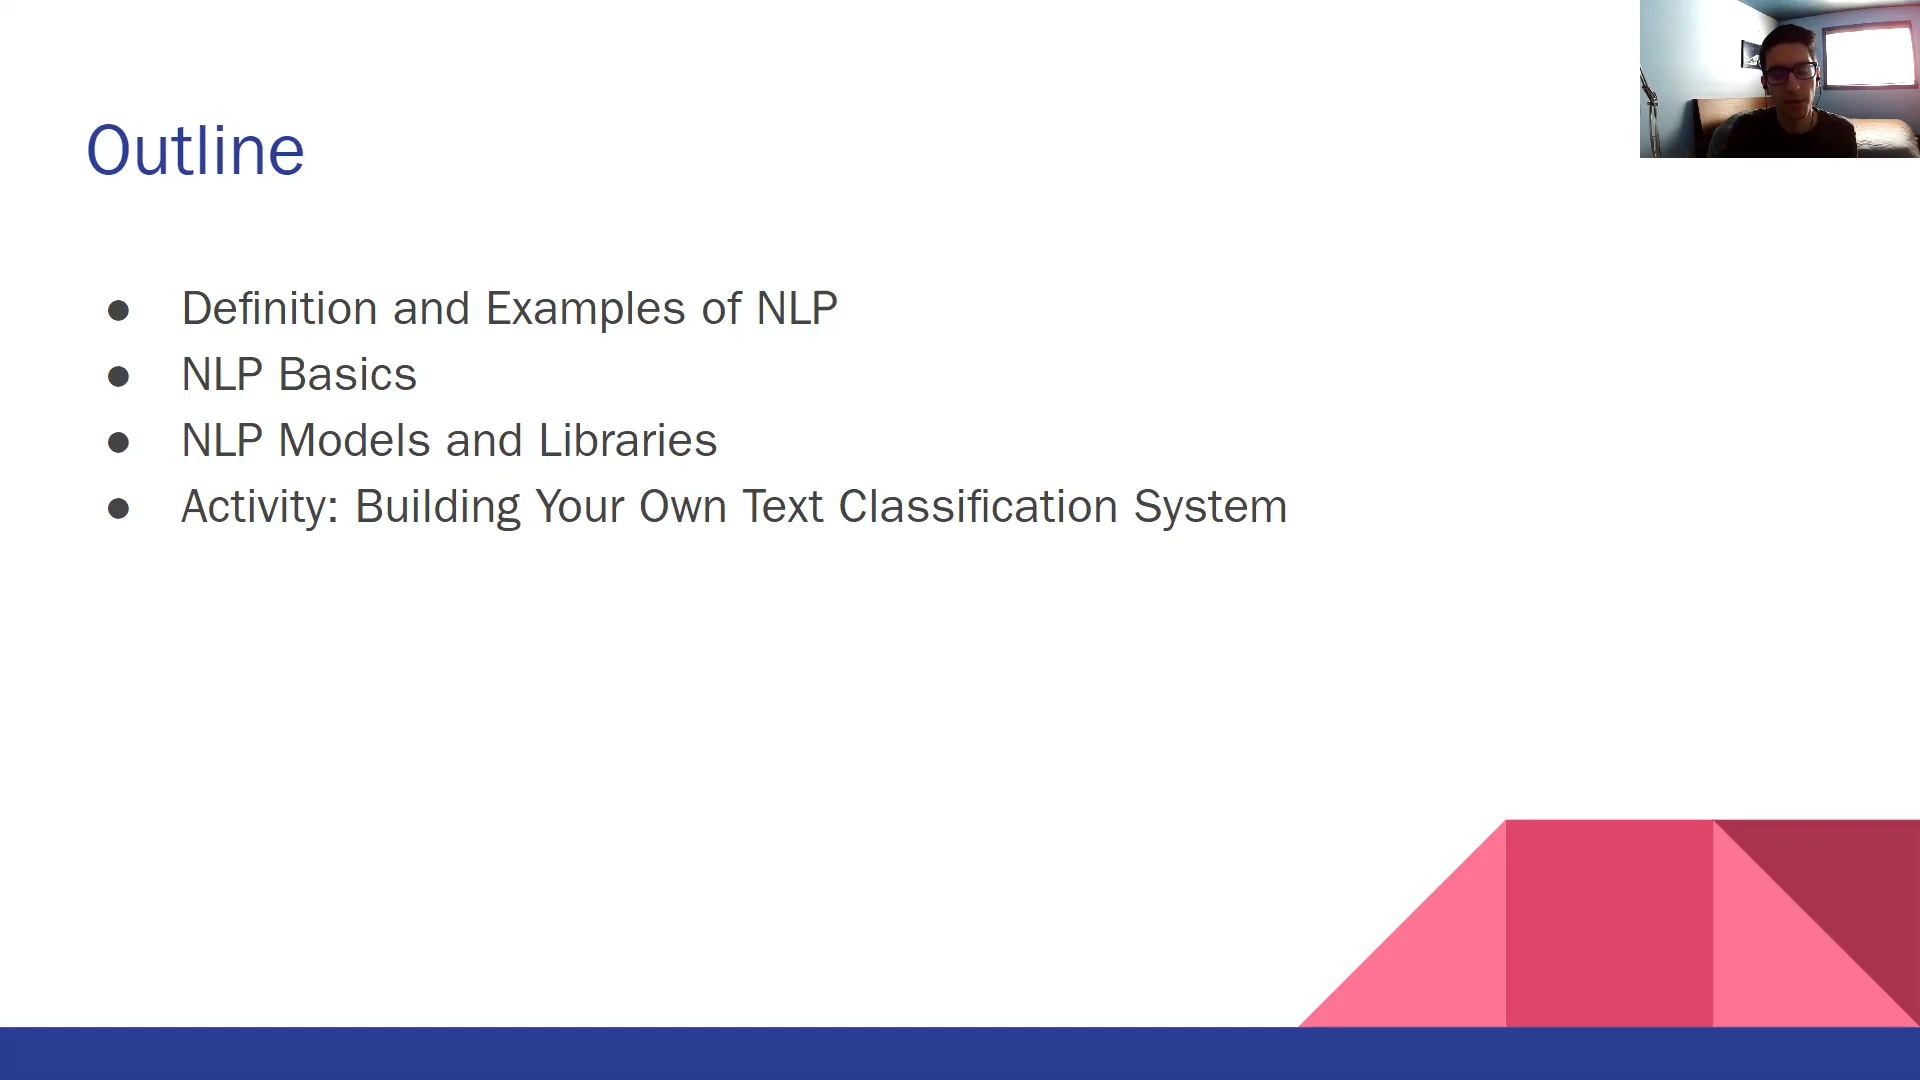 Outline
● Definition and Examples of NLP
● NLP Basics
● NLP Models and Libraries
● Activity: Building Your Own Text Classification System